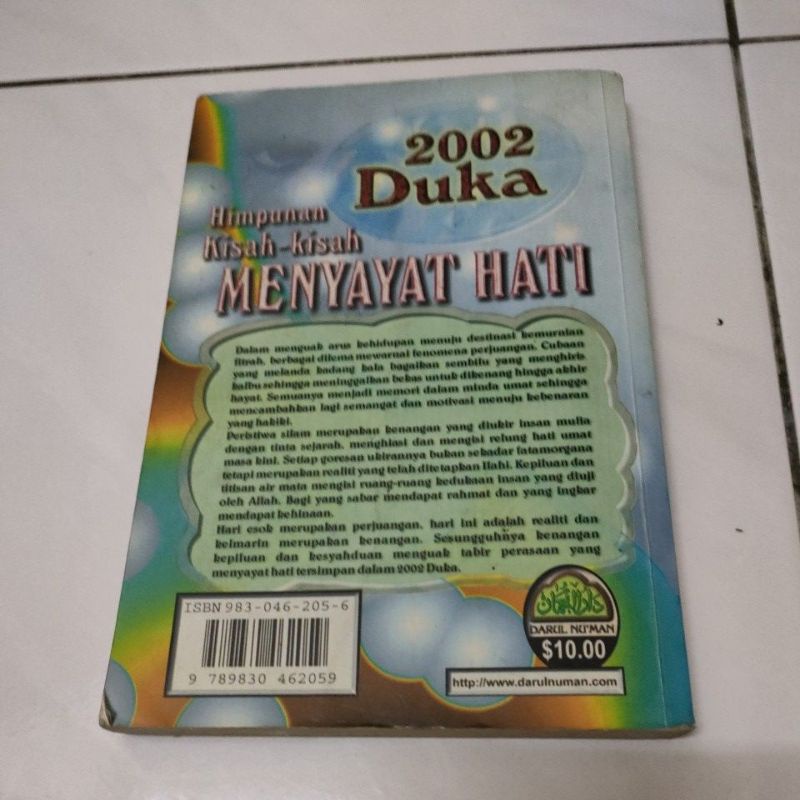 2002
Duka
Himpunan
Kisah-kisah
MENYAYAT HATI
Dalam menguak arus kehidupan menuju destinasi kemurnian
fitrah, berbagai dilema mewarnai fenomena perjuangan. Cubaan
yang melanda kadang kala bagaikan sembilu yang menghiris
kalbu sehingga meninggalkan bekas untuk dikenang hingga akhir
hayat. Semuanya menjadi memori dalam minda umat sehingga
mencambahkan lagi semangat dan motivasi menuju kebenaran
yang hakiki.
Peristiwa silam merupakan kenangan yang diukir insan mulia
dengan tinta sejarah, menghiasi dan mengisi relung hati umat
masa kini. Setiap goresan ukirannya bukan sekadar fatamorgana
tetapi merupakan realiti yang telah ditetapkan Ilahi. Kepiluan dan
titisan air mata mengisi ruang-ruang kedukaan insan yang diuji
oleh Allah. Bagi yang sabar mendapat rahmat dan yang ingkar
mendapat kehinaan.
Hari esok merupakan perjuangan, hari ini adalah realiti dan
kelmarin merupakan kenangan. Sesungguhnya kenangan
kepiluan dan kesyahduan menguak tabir perasaan yang
menyayat hati tersimpan dalam 2002 Duka.
ISBN 983-046-205-6
9 789830 462059
دار النعمان
DARUL NU'MAN
$10.00
http://www.darulnuman.com